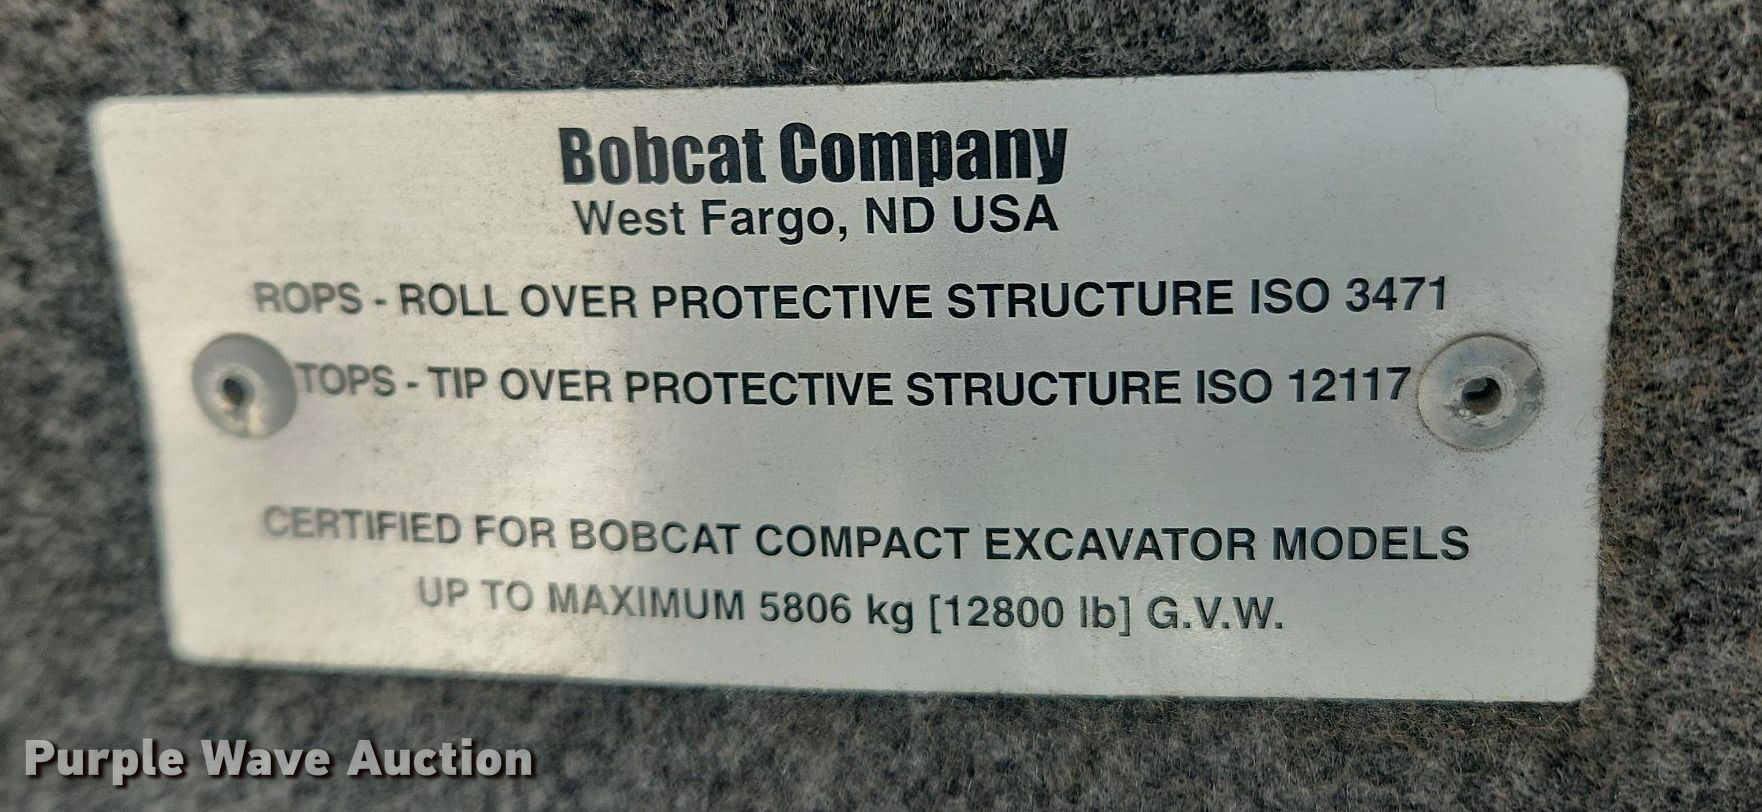 Bobcat Company
West Fargo, ND USA
ROPS - ROLL OVER PROTECTIVE STRUCTURE ISO 3471
TOPS - TIP OVER PROTECTIVE STRUCTURE ISO 12117
CERTIFIED FOR BOBCAT COMPACT EXCAVATOR MODELS
UP TO MAXIMUM 5806 kg [12800 lb] G.V.W.
Purple Wave Auction